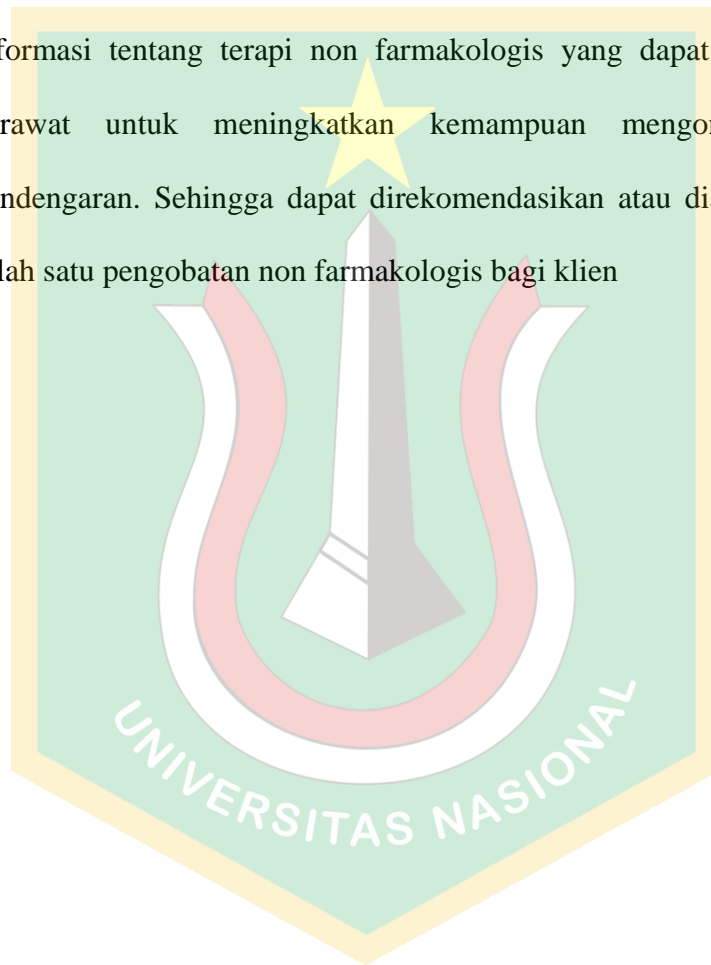 formasi tentang terapi non farmakologis yang dapat
rawat untuk meningkatkan kemampuan mengo
ndengaran. Sehingga dapat direkomendasikan atau di
lah satu pengobatan non farmakologis bagi klien
UNIVERSITAS NASIONAL